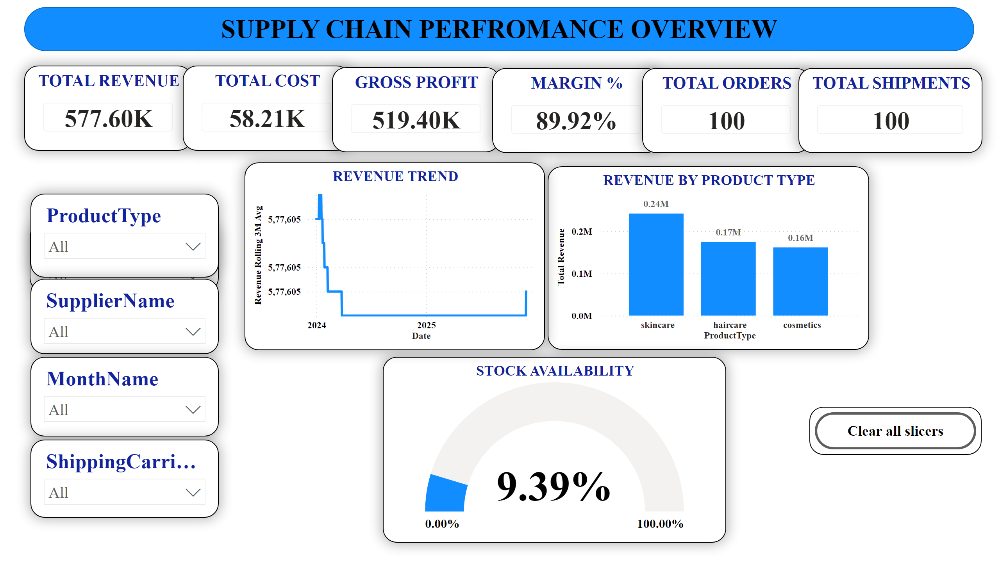 SUPPLY CHAIN PERFROMANCE OVERVIEW
TOTAL REVENUE
577.60K
TOTAL COST
58.21K
GROSS PROFIT
519.40K
MARGIN %
89.92%
TOTAL ORDERS
100
TOTAL SHIPMENTS
100
ProductType
All
SupplierName
All
MonthName
All
ShippingCarri...
All
REVENUE TREND
Revenue Rolling 3M Avg
5,77,605
5,77,605
5,77,605
2024
2025
Date
REVENUE BY PRODUCT TYPE
Total Revenue
0.2M
0.1M
0.0M
0.24M
0.17M
0.16M
skincare
haircare
cosmetics
ProductType
STOCK AVAILABILITY
9.39%
0.00%
100.00%
Clear all slicers